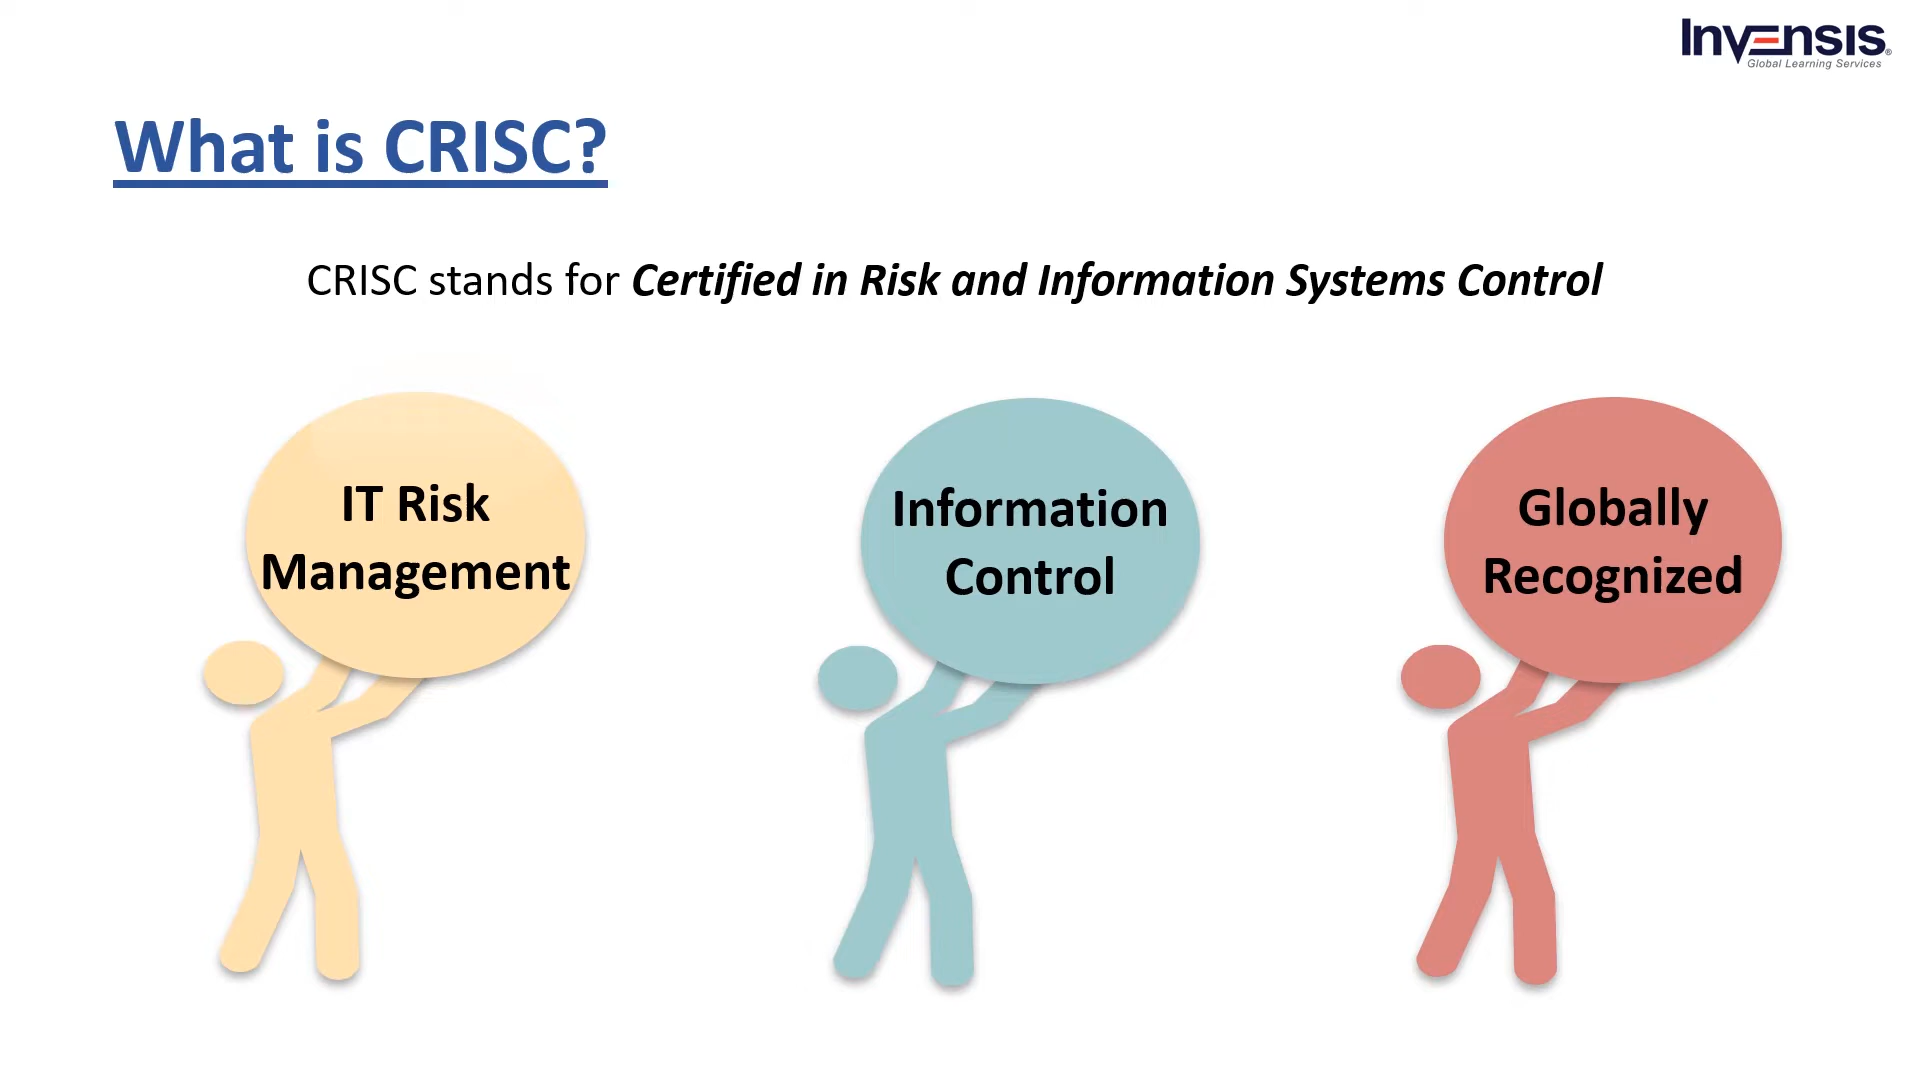 Invensis®
Global Learning Services
What is CRISC?
CRISC stands for Certified in Risk and Information Systems Control
IT Risk
Management
Information
Control
Globally
Recognized